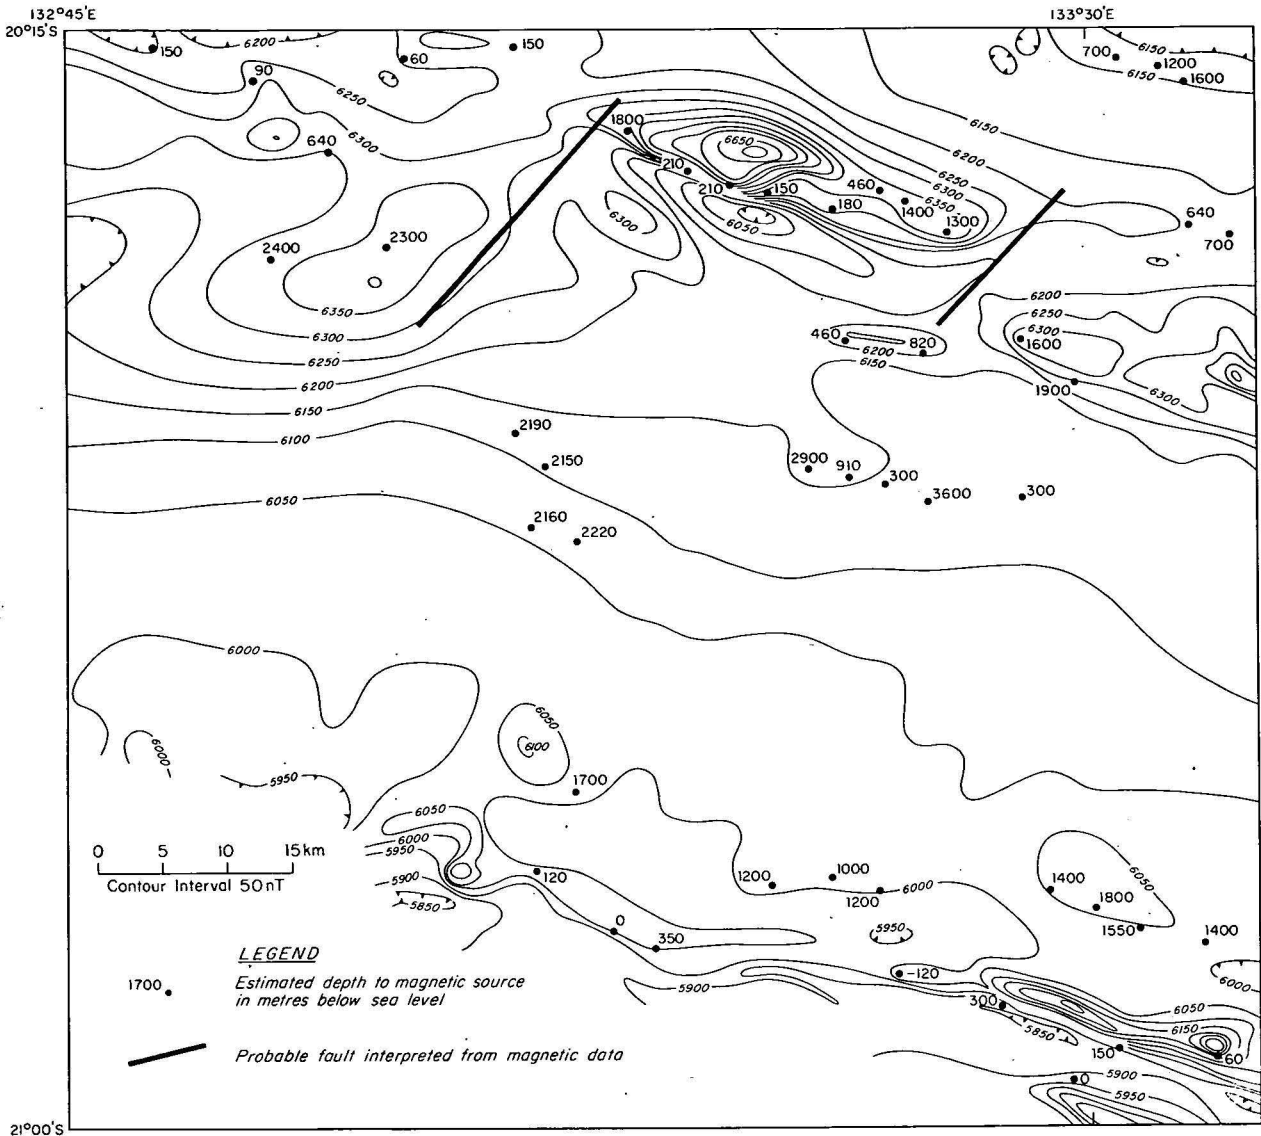 132°45'E 133°30'E
20°15'S
150 6200 60 150 700 6150 1200
90 6250 6150 1600
6300 1800 6150
640 6650 6200
210 6250
210 150 460 6300
6300 180 1400 6350 640
6050 1300 700
2400 2300
6350 6200
6300 460 820 6250
6250 6200 6300
6200 6150 1600
6150 1900 6300
6100 2190
2150 2900 910
6050 300 3600 300
2160
2220
6000
6050
6000 6100
5950 1700
6050
6000
5950
0 5 10 15 km
Contour Interval 50 nT
5900 120 1200 1000 1400 6050
5850 1200 6000 1800
0 5950 1550 1400
350
LEGEND
1700 Estimated depth to magnetic source
in metres below sea level
5900 -120 6000
300 6050
5850 6150
Probable fault interpreted from magnetic data
150 60
0 5900
5950
21°00'S